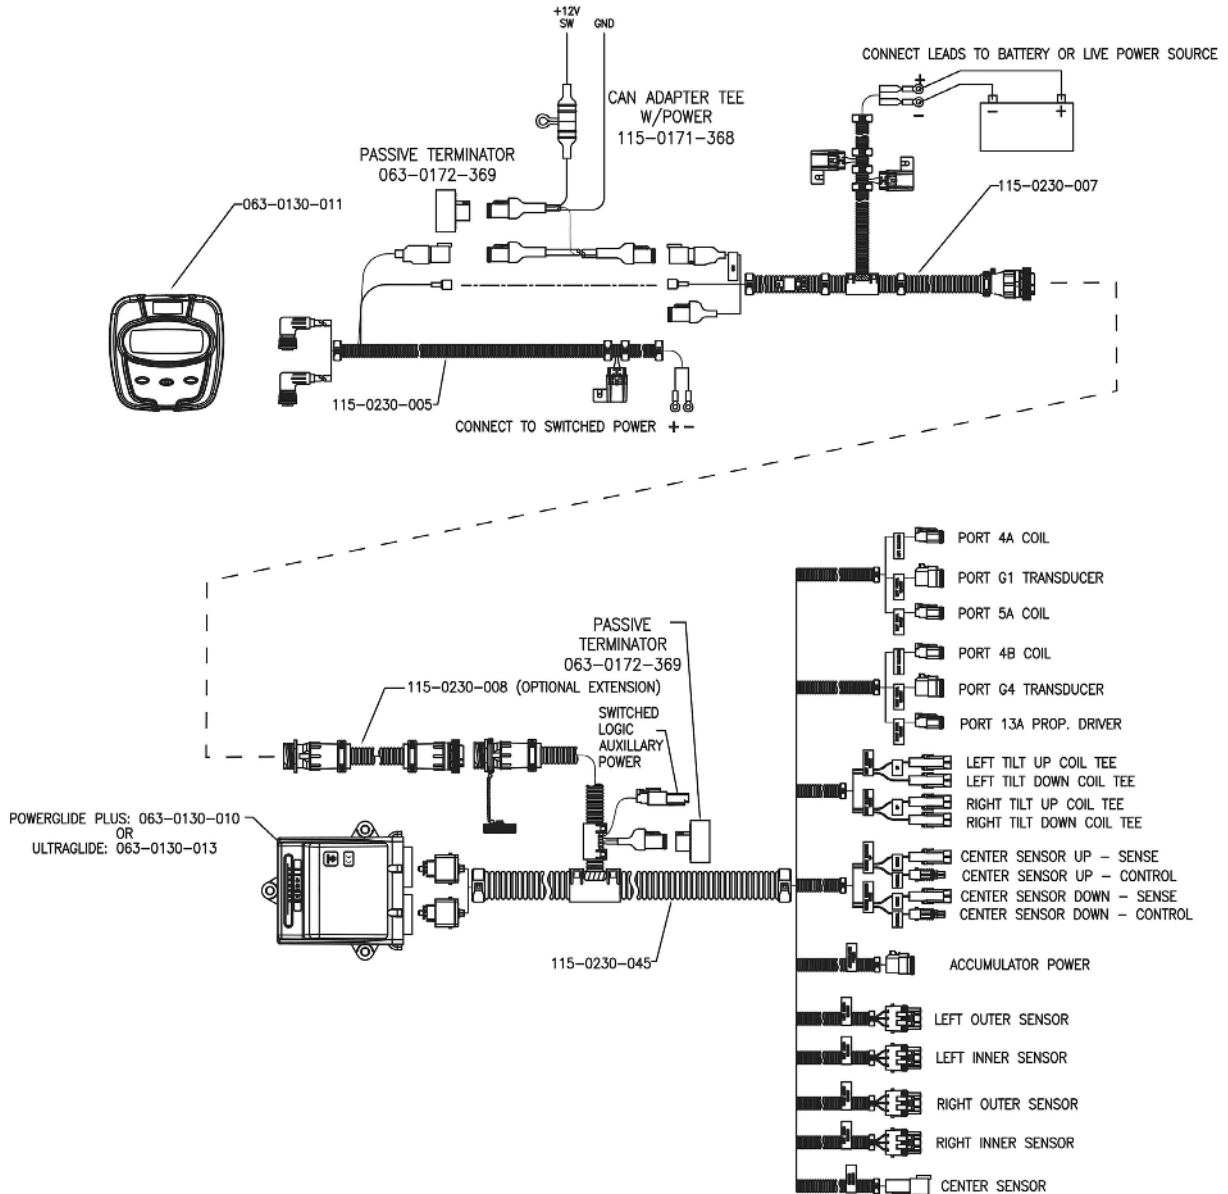 +12V
SW
GND
CONNECT LEADS TO BATTERY OR LIVE POWER SOURCE
+
−
−
+
CAN ADAPTER TEE
W/POWER
115-0171-368
PASSIVE TERMINATOR
063-0172-369
115-0230-007
063-0130-011
115-0230-005
CONNECT TO SWITCHED POWER + −
PORT 4A COIL
PORT G1 TRANSDUCER
PORT 5A COIL
PORT 4B COIL
PORT G4 TRANSDUCER
PORT 13A PROP. DRIVER
PASSIVE
TERMINATOR
063-0172-369
115-0230-008 (OPTIONAL EXTENSION)
SWITCHED
LOGIC
AUXILLARY
POWER
LEFT TILT UP COIL TEE
LEFT TILT DOWN COIL TEE
RIGHT TILT UP COIL TEE
RIGHT TILT DOWN COIL TEE
POWERGLIDE PLUS: 063-0130-010
OR
ULTRAGLIDE: 063-0130-013
CENTER SENSOR UP – SENSE
CENTER SENSOR UP – CONTROL
CENTER SENSOR DOWN – SENSE
CENTER SENSOR DOWN – CONTROL
115-0230-045
ACCUMULATOR POWER
LEFT OUTER SENSOR
LEFT INNER SENSOR
RIGHT OUTER SENSOR
RIGHT INNER SENSOR
CENTER SENSOR